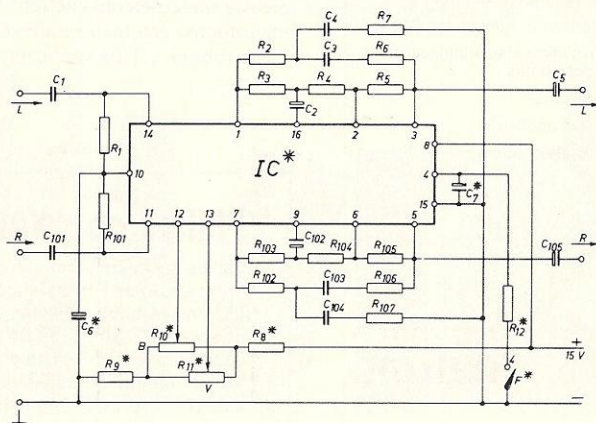 C4 R7
R2 C3 R6
R3 R4 R5 C5
C1 C2
L L
14 1 16 2 3
8
R1 IC*
10 4
C7*
15
R 11 12 13 7 9 6 5 R
C101 R101 R103 C102 R104 R105 C105
R102 C103 R106
C6* R10* R8* C104 R107 R12*
B + 15 V
R9* R11* 4
V F*
⊥ −